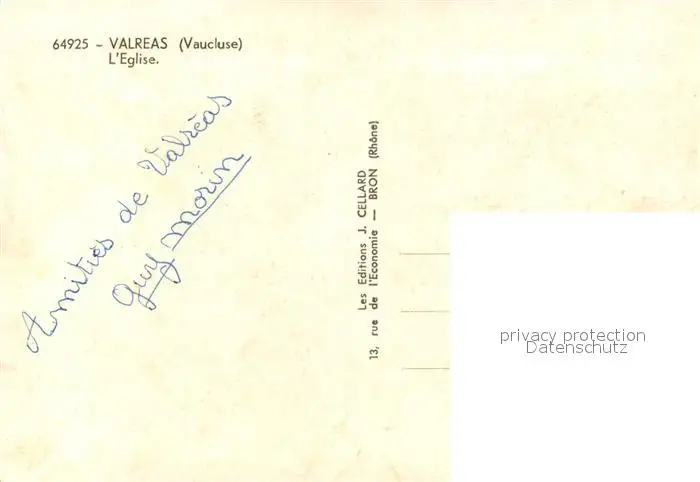 64925 - VALREAS (Vaucluse)
L'Eglise.
Amitiés de Valréas
Guy Morin
Les Editions J. CELLARD
13, rue de l'Economie — BRON (Rhône)
privacy protection
Datenschutz